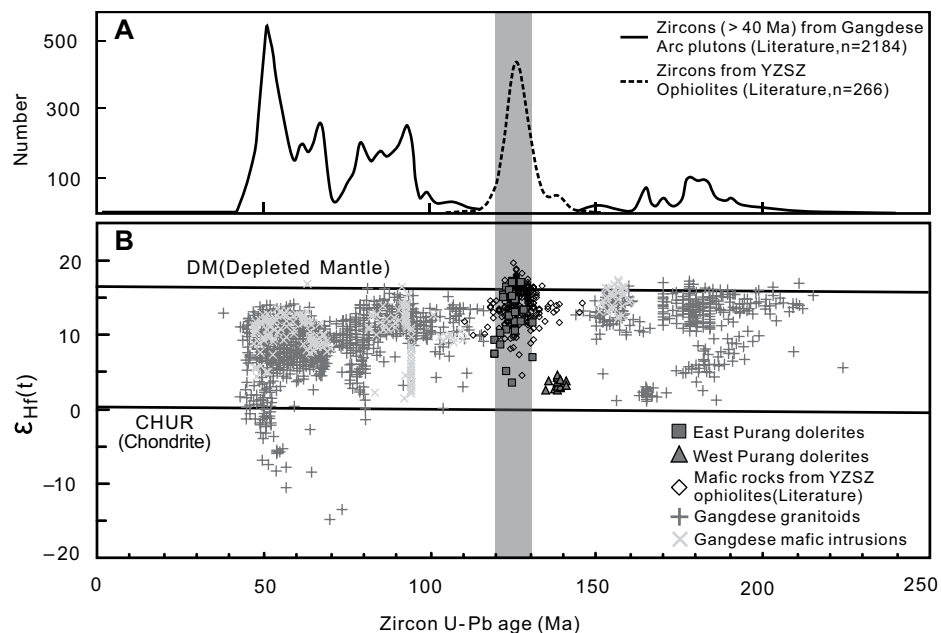 A
Zircons (> 40 Ma) from Gangdese
Arc plutons (Literature,n=2184)
Zircons from YZSZ
Ophiolites (Literature,n=266)
Number
500
300
100
B
DM(Depleted Mantle)
CHUR
(Chondrite)
εHf(t)
20
10
0
−10
−20
East Purang dolerites
West Purang dolerites
Mafic rocks from YZSZ
ophiolites(Literature)
Gangdese granitoids
Gangdese mafic intrusions
0 50 100 150 200 250
Zircon U-Pb age (Ma)